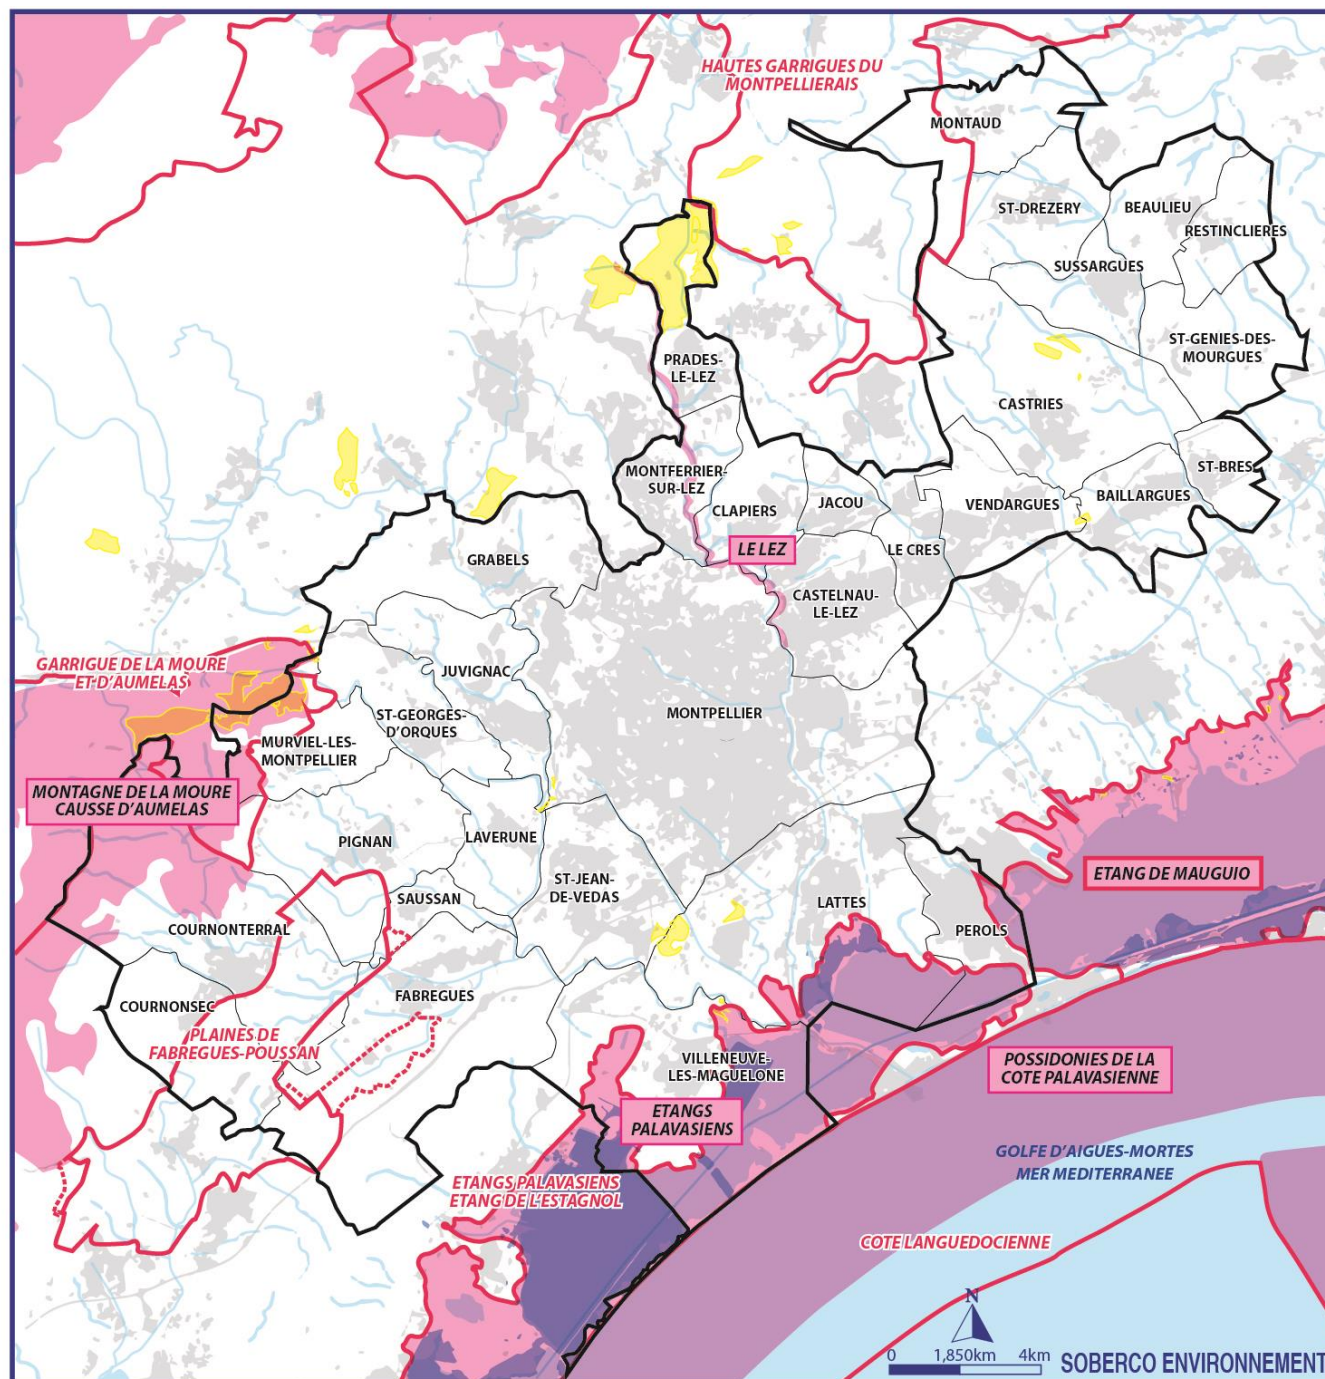 HAUTES GARRIGUES DU
MONTPELLIERAIS
MONTAUD
ST-DREZERY
BEAULIEU
RESTINCLIERES
SUSSARGUES
ST-GENIES-DES-
MOURGUES
PRADES-
LE-LEZ
CASTRIES
MONTFERRIER-
SUR-LEZ
CLAPIERS
JACOU
VENDARGUES
BAILLARGUES
ST-BRES
GRABELS
LE LEZ
LE CRES
CASTELNAU-
LE-LEZ
GARRIGUE DE LA MOURE
ET D'AUMELAS
JUVIGNAC
ST-GEORGES-
D'ORQUES
MONTPELLIER
MURVIEL-LES-
MONTPELLIER
MONTAGNE DE LA MOURE
CAUSSE D'AUMELAS
PIGNAN
LAVERUNE
ST-JEAN-
DE-VEDAS
SAUSSAN
LATTES
ETANG DE MAUGUIO
PEROLS
COURNONTERRAL
COURNONSEC
FABREGUES
PLAINES DE
FABREGUES-POUSSAN
VILLENEUVE-
LES-MAGUELONE
POSSIDONIES DE LA
COTE PALAVASIENNE
ETANGS
PALAVASIENS
GOLFE D'AIGUES-MORTES
MER MEDITERRANEE
ETANGS PALAVASIENS
ETANG DE L'ESTAGNOL
COTE LANGUEDOCIENNE
N
0 1,850km 4km
SOBERCO ENVIRONNEMENT